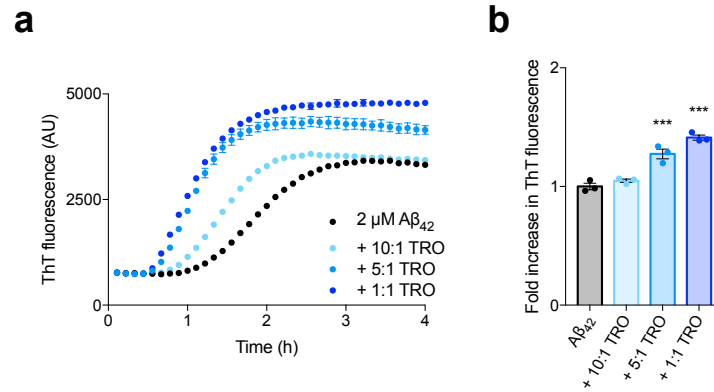 a
ThT fluorescence (AU)
5000
2500
0
0
1
2
3
4
Time (h)
2 µM Aβ42
+ 10:1 TRO
+ 5:1 TRO
+ 1:1 TRO
b
Fold increase in ThT fluorescence
2
1
0
***
***
Aβ42
+ 10:1 TRO
+ 5:1 TRO
+ 1:1 TRO